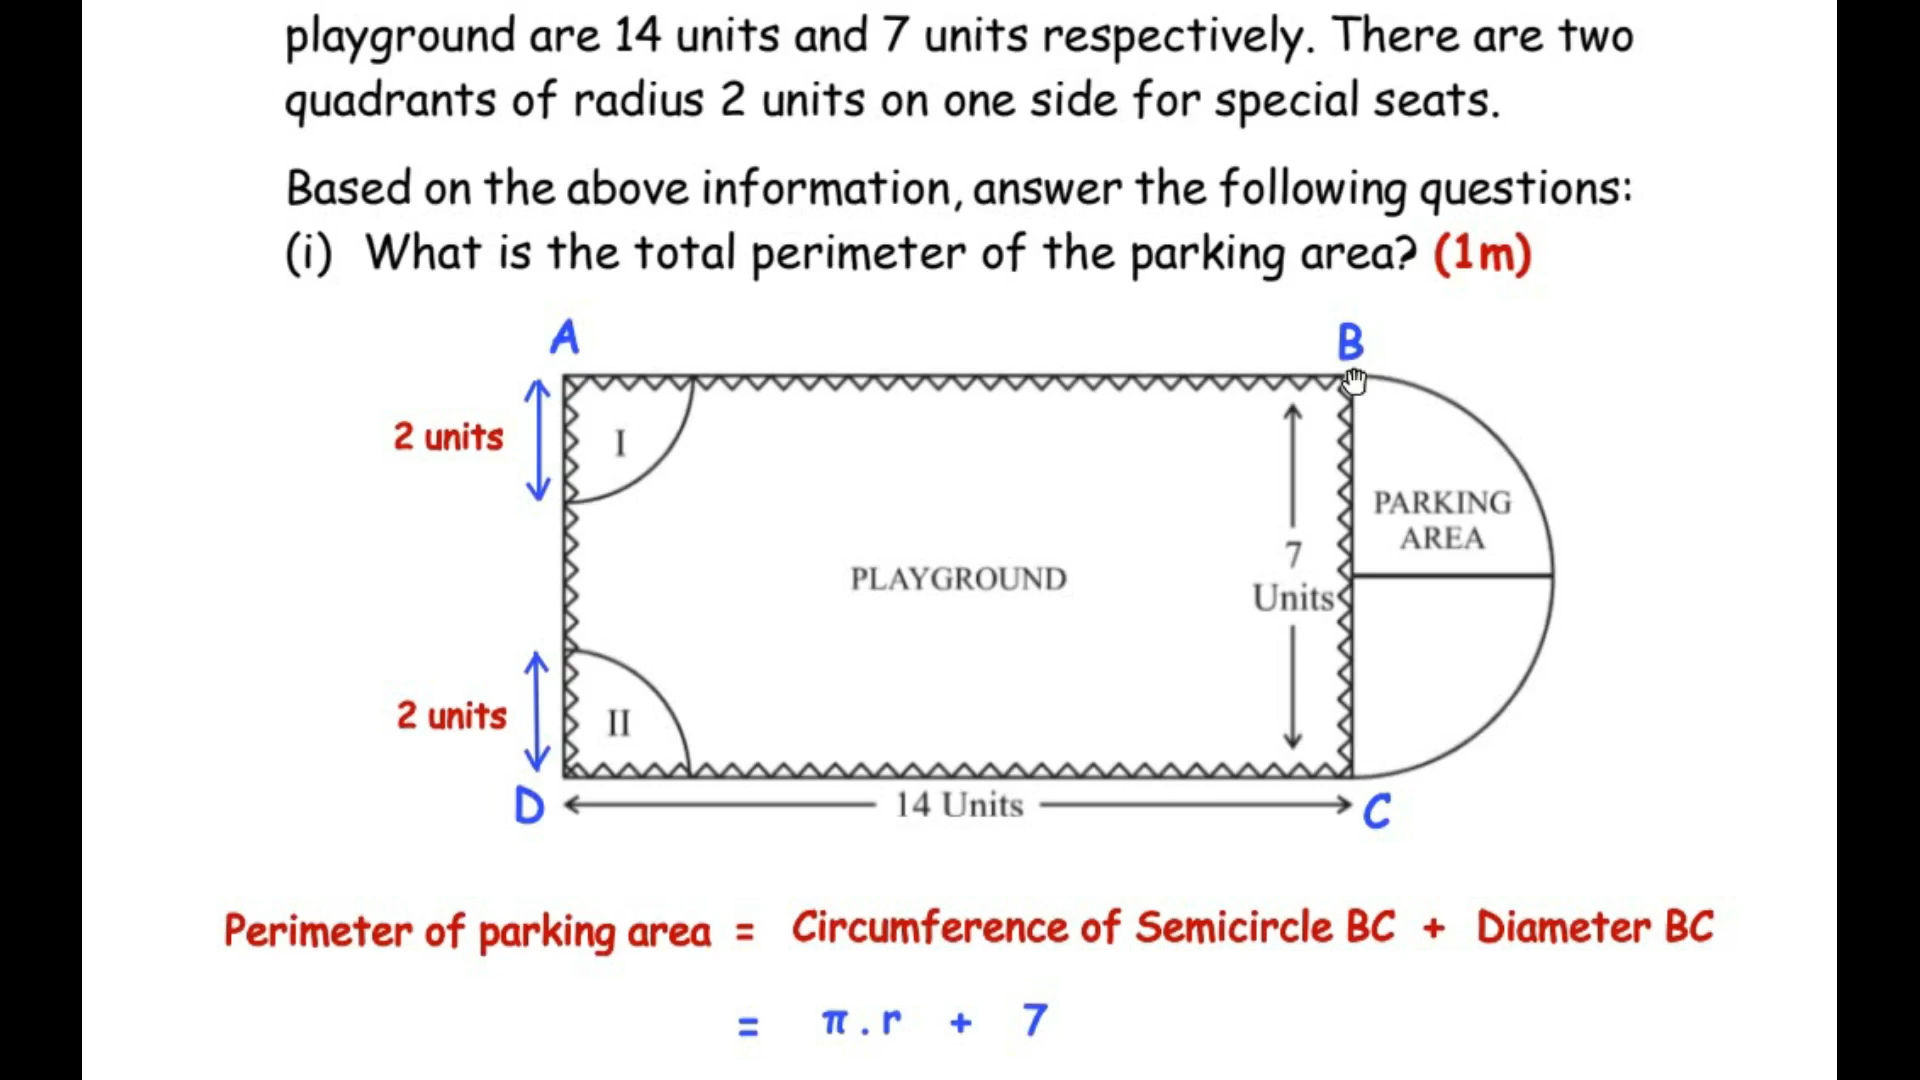 playground are 14 units and 7 units respectively. There are two
quadrants of radius 2 units on one side for special seats.
Based on the above information, answer the following questions:
(i) What is the total perimeter of the parking area? (1m)
A
B
2 units
I
PARKING
AREA
7
Units
PLAYGROUND
2 units
II
D
14 Units
C
Perimeter of parking area = Circumference of Semicircle BC + Diameter BC
= π . r + 7